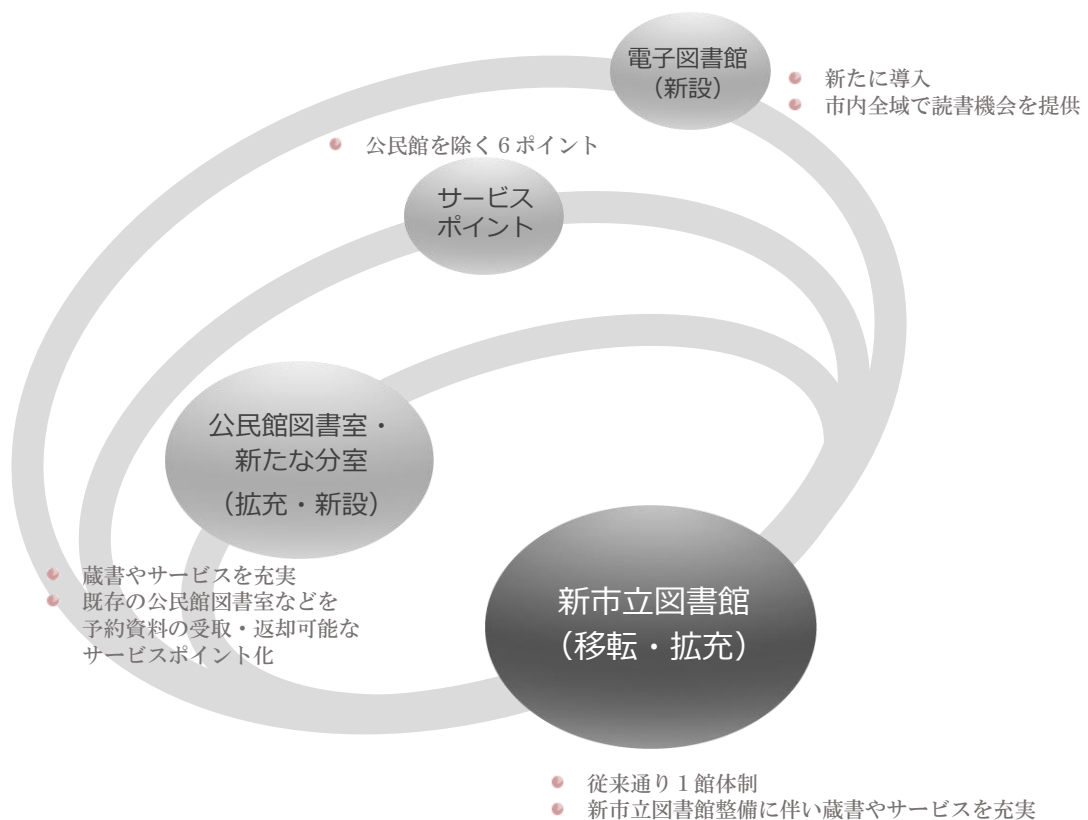 電子図書館
（新設）
新たに導入
市内全域で読書機会を提供
公民館を除く６ポイント
サービス
ポイント
公民館図書室・
新たな分室
（拡充・新設）
蔵書やサービスを充実
既存の公民館図書室などを
予約資料の受取・返却可能な
サービスポイント化
新市立図書館
（移転・拡充）
従来通り１館体制
新市立図書館整備に伴い蔵書やサービスを充実